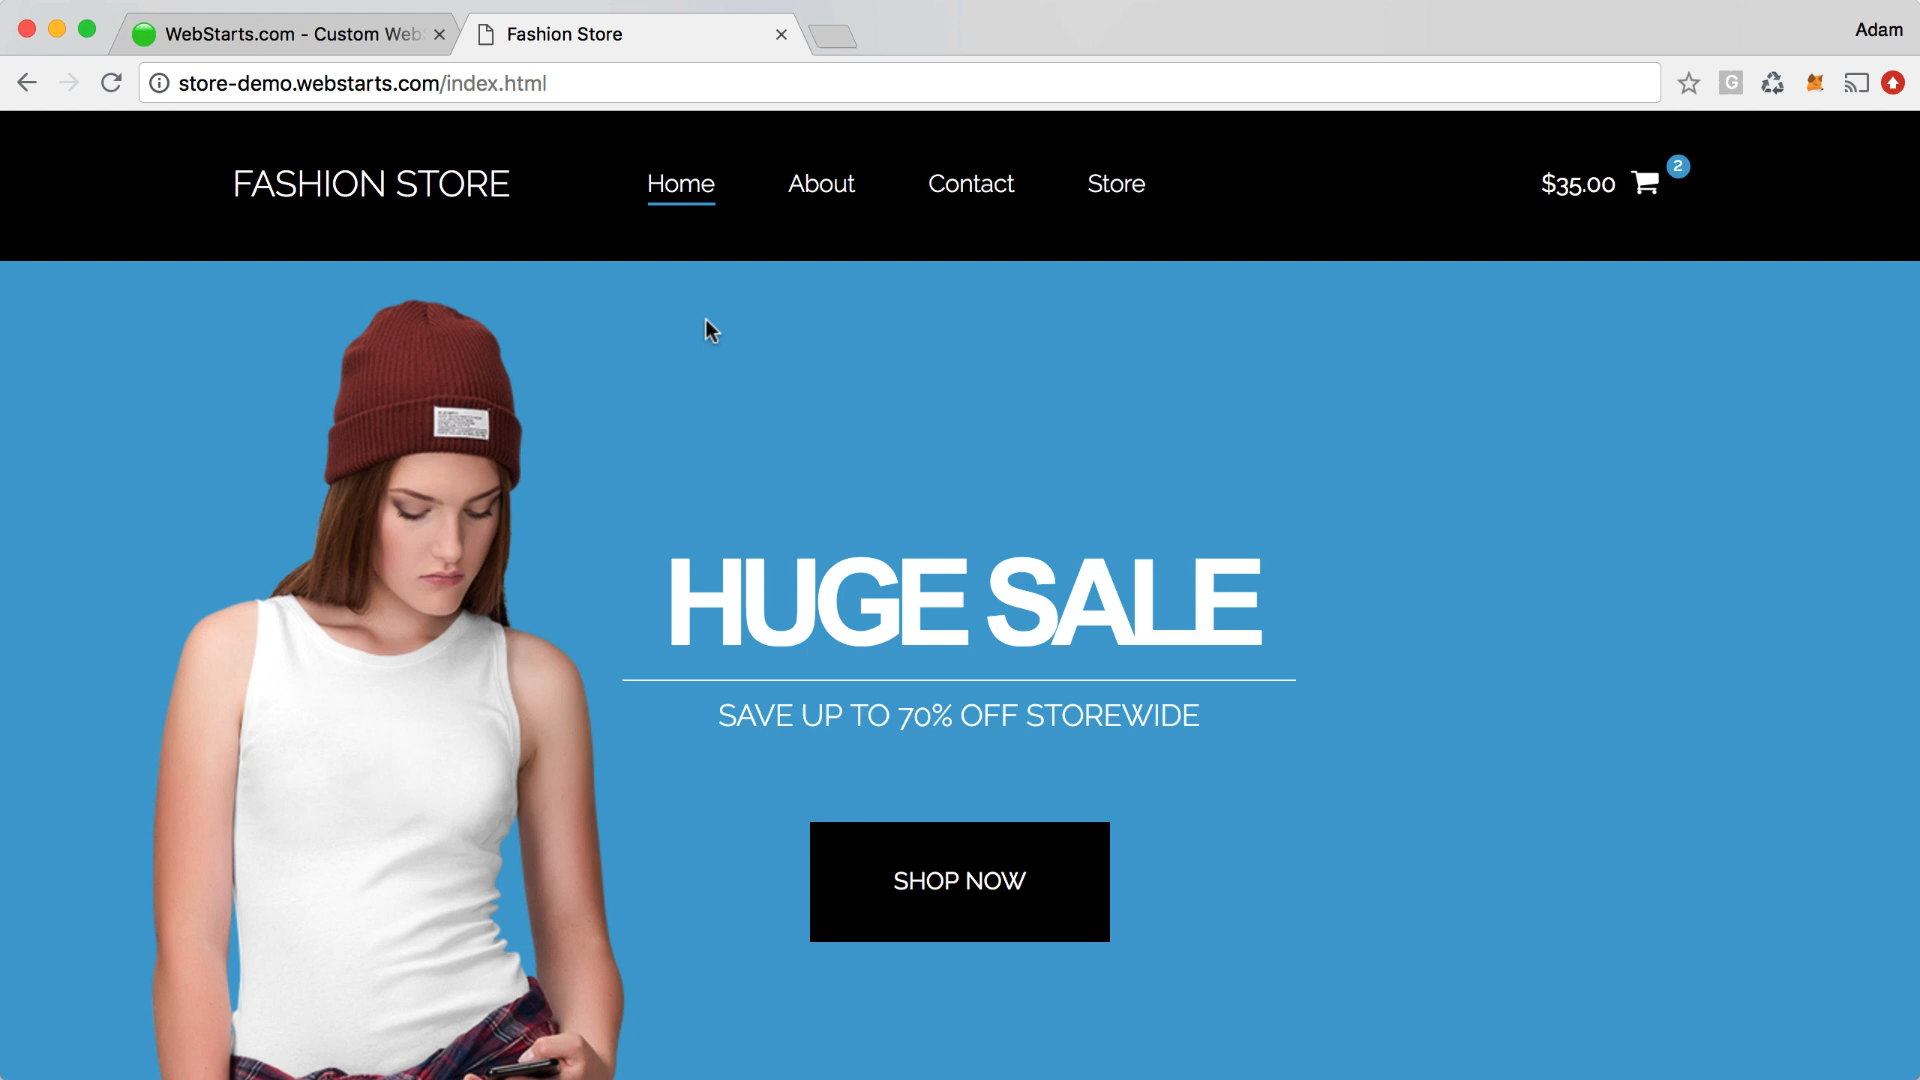 WebStarts.com - Custom Web
Fashion Store
Adam
store-demo.webstarts.com/index.html
G
FASHION STORE
Home
About
Contact
Store
$35.00
2
HUGE SALE
SAVE UP TO 70% OFF STOREWIDE
SHOP NOW